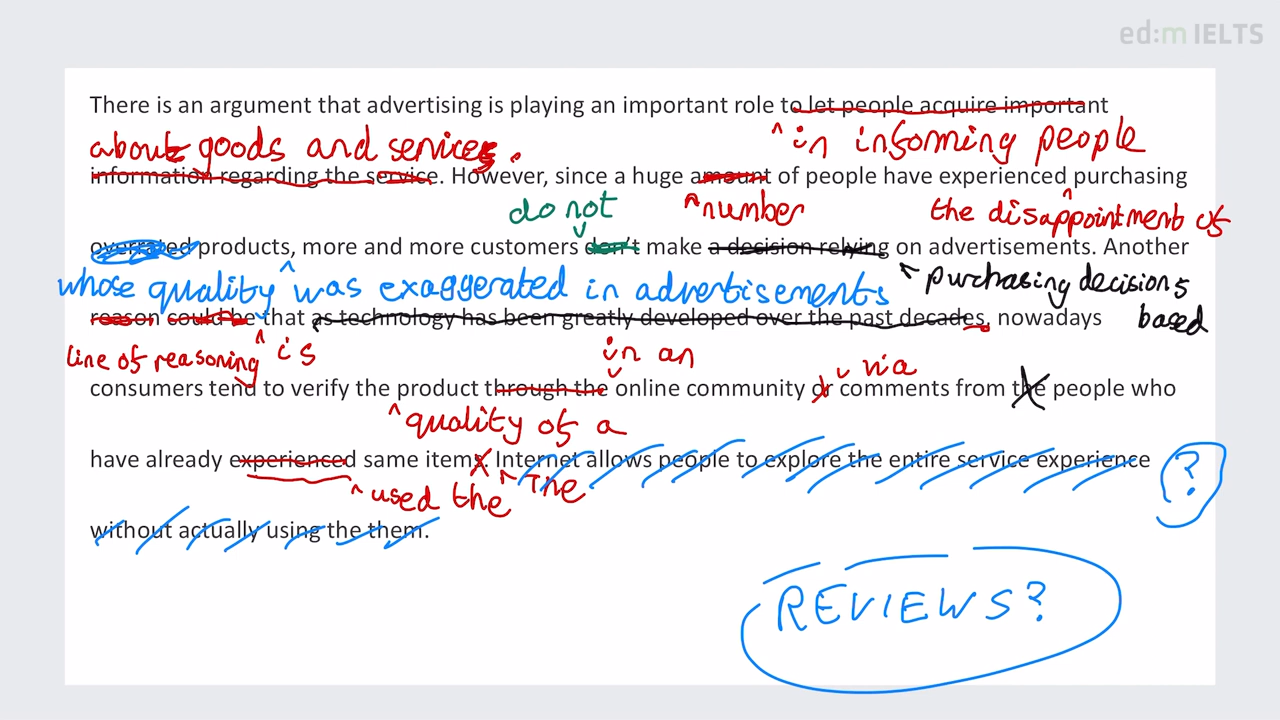 ed:m IELTS
There is an argument that advertising is playing an important role to let people acquire important
about goods and services.
^ in informing people
information regarding the service. However, since a huge amount of people have experienced purchasing
do not
^ number
the disappointment of
overrated products, more and more customers don't make a decision relying on advertisements. Another
whose quality was exaggerated in advertisements
purchasing decisions
reason could be that as technology has been greatly developed over the past decades, nowadays
based
line of reasoning ^ is
in an
via
consumers tend to verify the product through the online community or comments from the people who
^ quality of a
have already experienced same items. Internet allows people to explore the entire service experience
?
^ used the ^ The
without actually using the them.
REVIEWS?